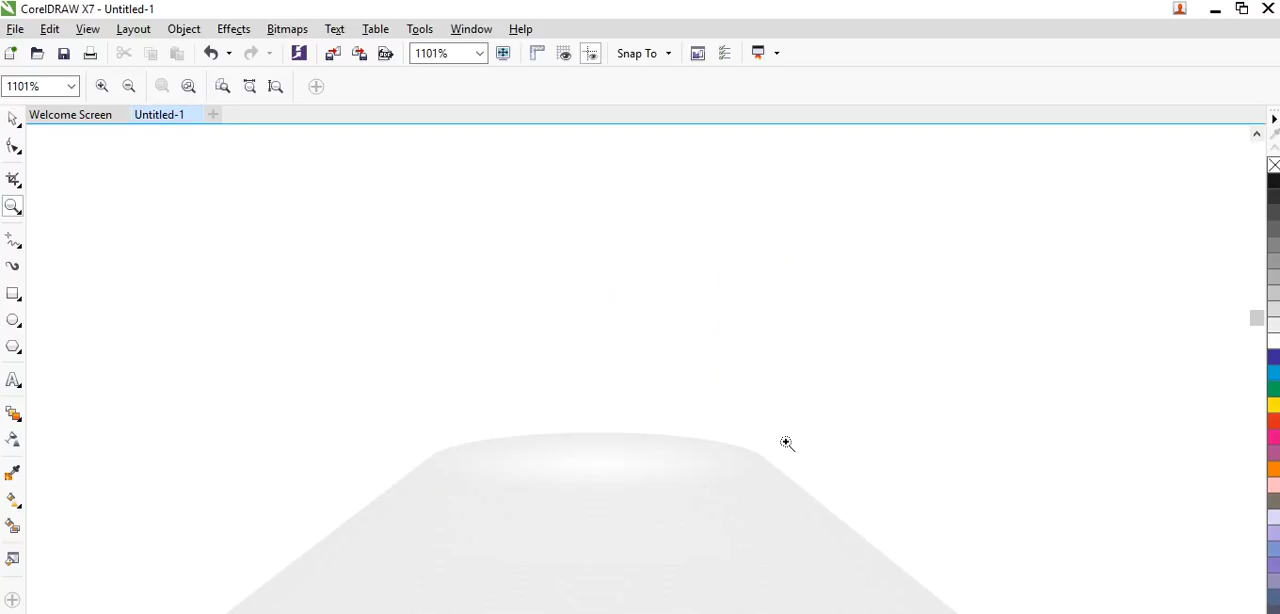 CorelDRAW X7 - Untitled-1
File Edit View Layout Object Effects Bitmaps Text Table Tools Window Help
1101% Snap To
1101%
Welcome Screen Untitled-1